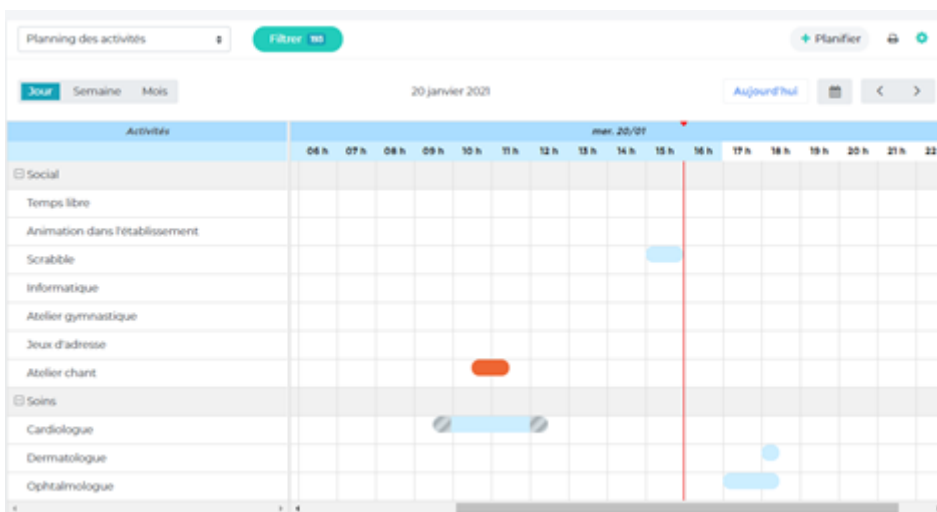 Planning des activités
Filtrer 193
+ Planifier
Jour Semaine Mois
20 janvier 2021
Aujourd'hui
Activités
mer. 20/01
06 h 07 h 08 h 09 h 10 h 11 h 12 h 13 h 14 h 15 h 16 h 17 h 18 h 19 h 20 h 21 h 22
Social
Temps libre
Animation dans l'établissement
Scrabble
Informatique
Atelier gymnastique
Jeux d'adresse
Atelier chant
Soins
Cardiologue
Dermatologue
Ophtalmologue